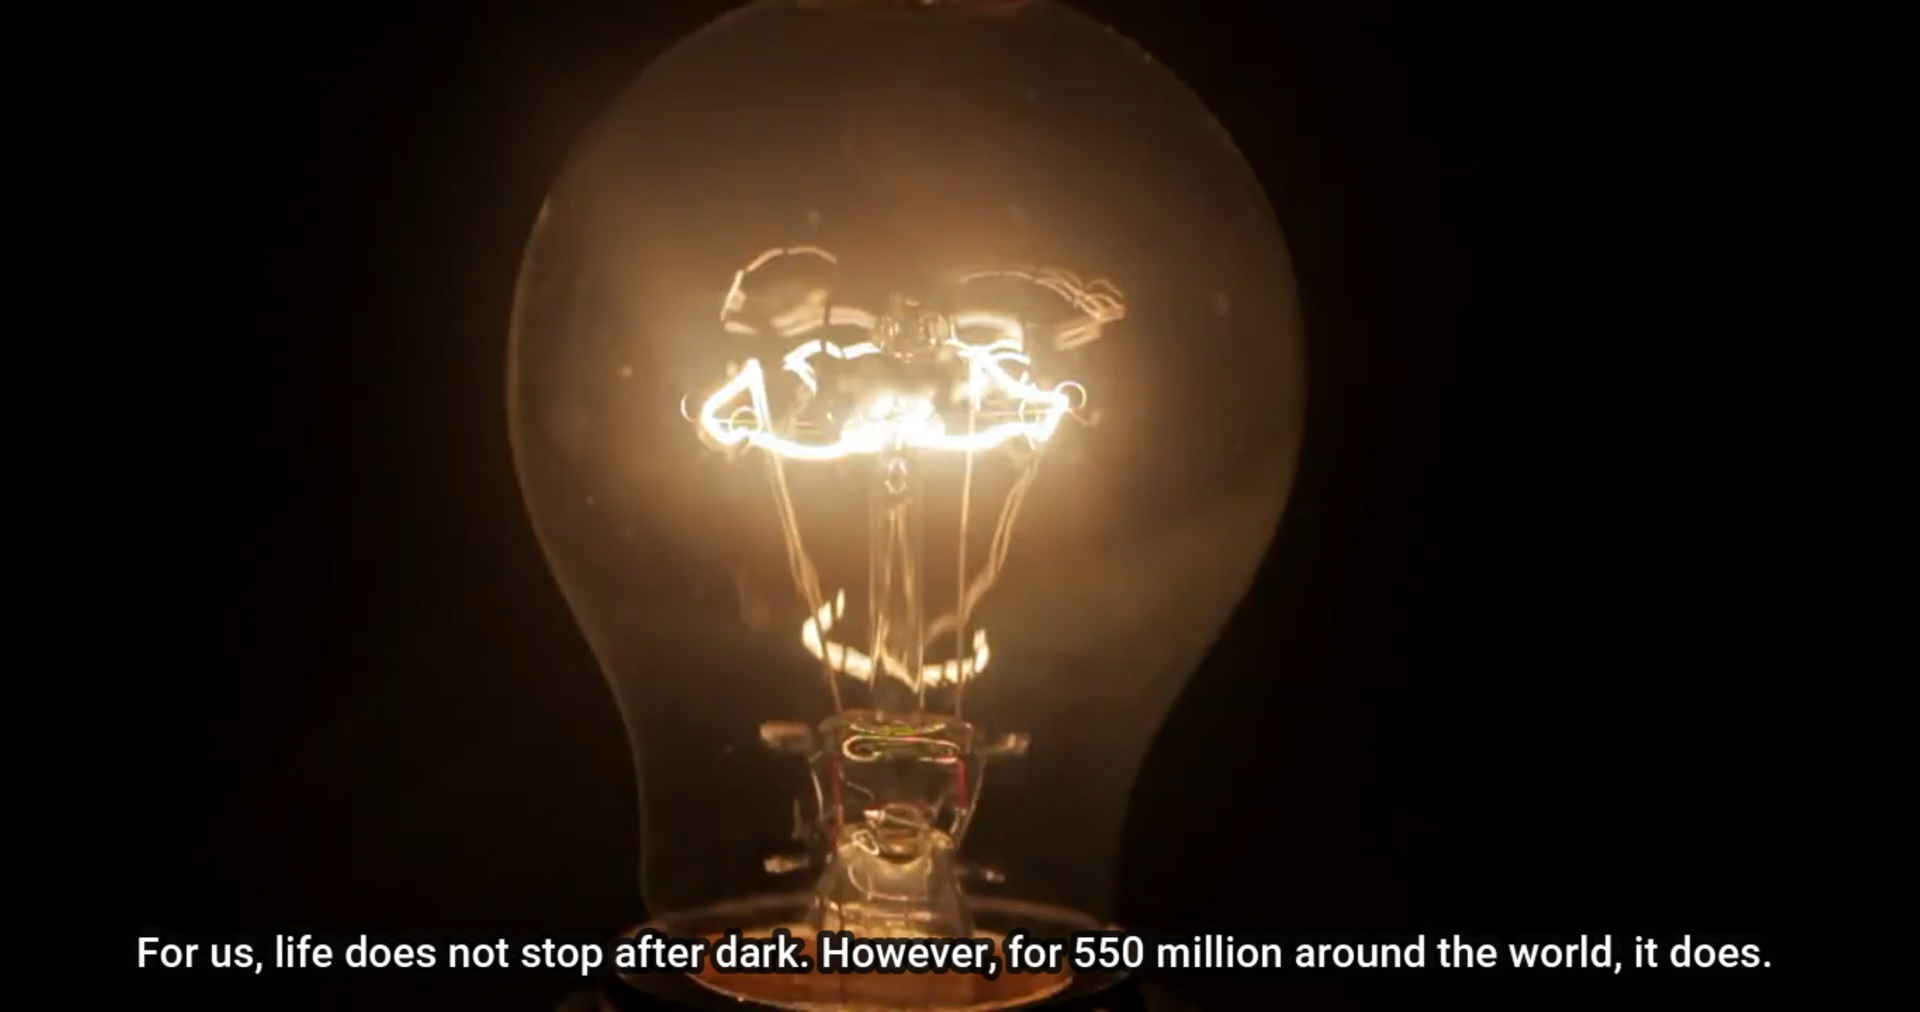 For us, life does not stop after dark. However, for 550 million around the world, it does.